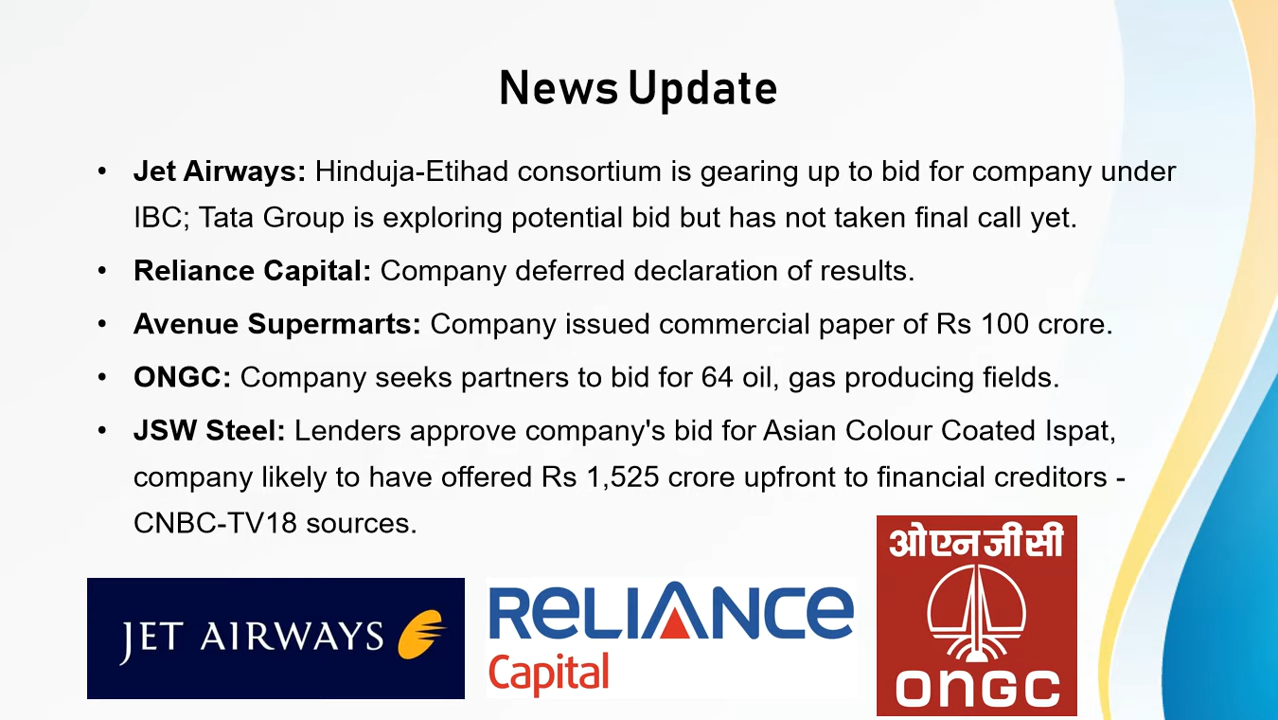 News Update
• Jet Airways: Hinduja-Etihad consortium is gearing up to bid for company under
IBC; Tata Group is exploring potential bid but has not taken final call yet.
• Reliance Capital: Company deferred declaration of results.
• Avenue Supermarts: Company issued commercial paper of Rs 100 crore.
• ONGC: Company seeks partners to bid for 64 oil, gas producing fields.
• JSW Steel: Lenders approve company's bid for Asian Colour Coated Ispat,
company likely to have offered Rs 1,525 crore upfront to financial creditors -
CNBC-TV18 sources.
JET AIRWAYS
RELIANCE
Capital
ओएनजीसी
ONGC